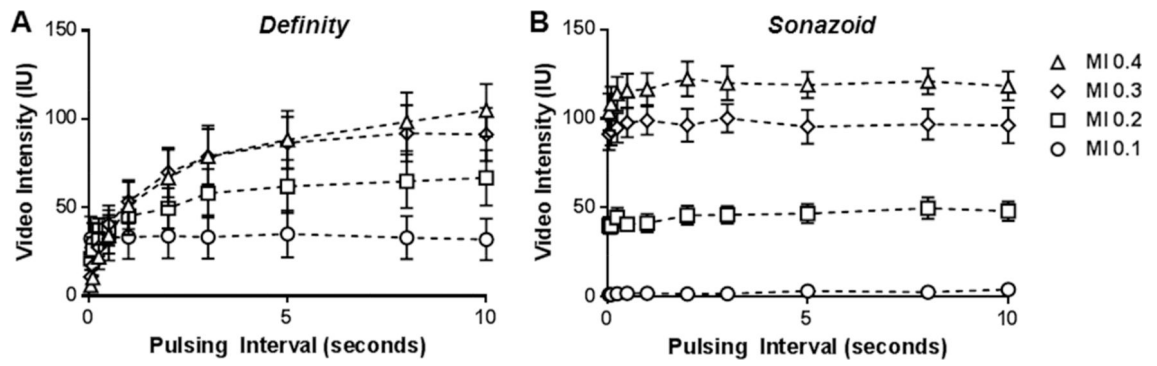 A
Definity
Video Intensity (IU)
150
100
50
0
0
5
10
Pulsing Interval (seconds)
B
Sonazoid
Video Intensity (IU)
150
100
50
0
0
5
10
Pulsing Interval (seconds)
MI 0.4
MI 0.3
MI 0.2
MI 0.1